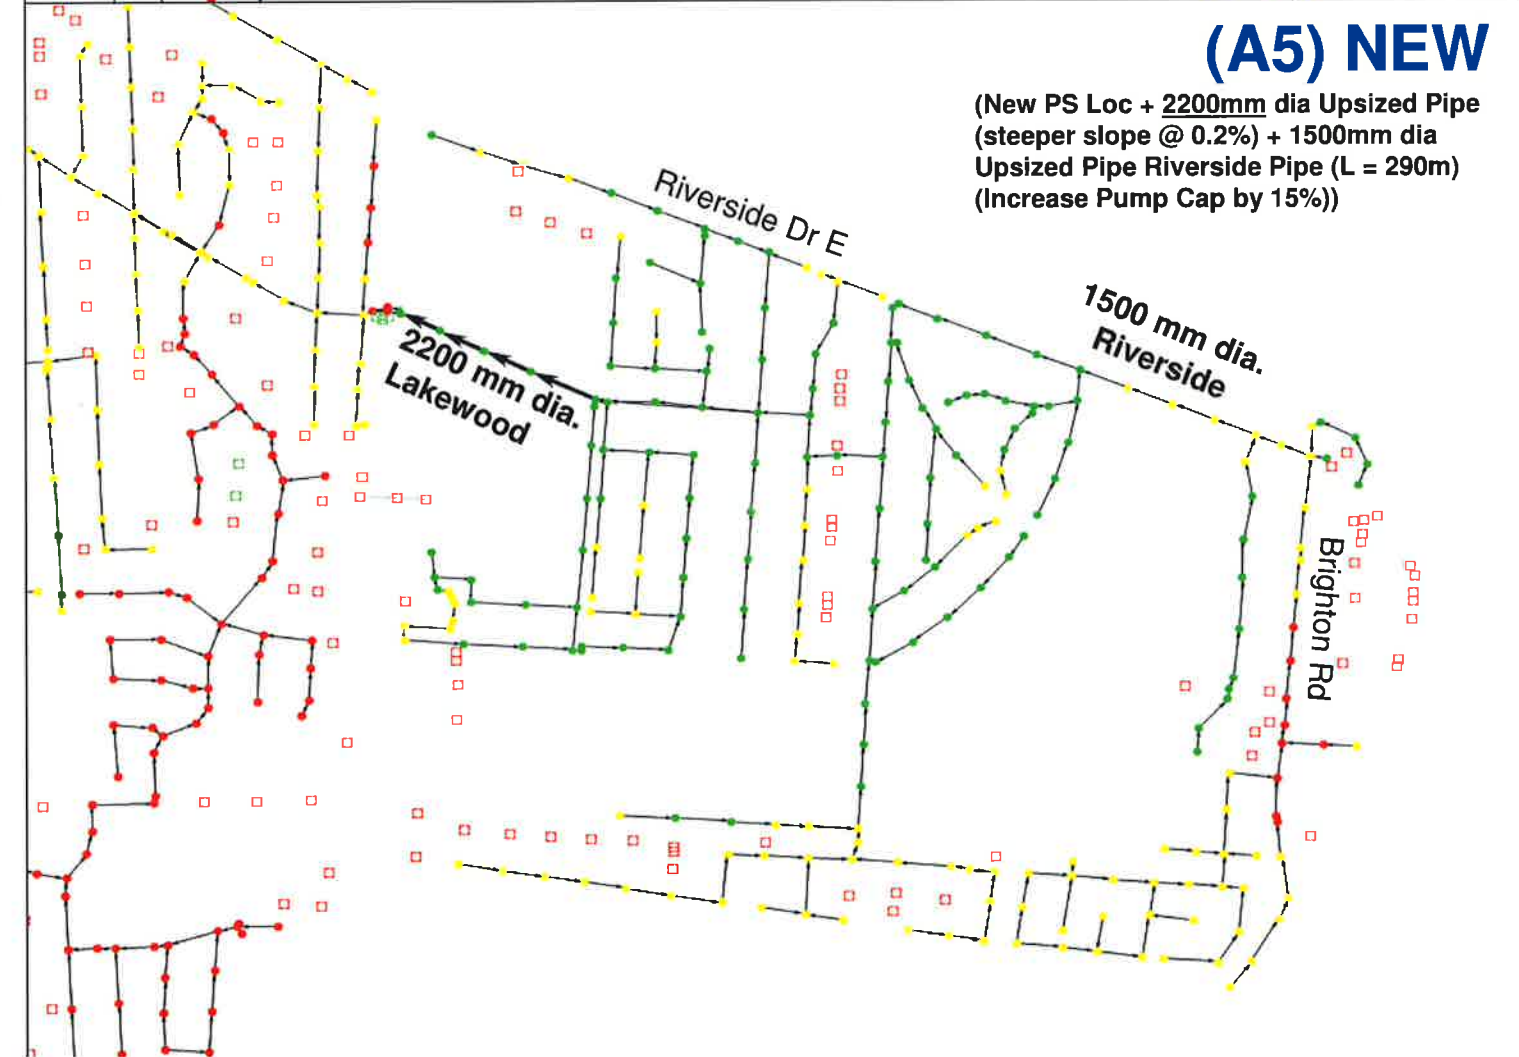 (A5) NEW
(New PS Loc + 2200mm dia Upsized Pipe
(steeper slope @ 0.2%) + 1500mm dia
Upsized Pipe Riverside Pipe (L = 290m)
(Increase Pump Cap by 15%))
Riverside Dr E
1500 mm dia.
Riverside
2200 mm dia.
Lakewood
Brighton Rd